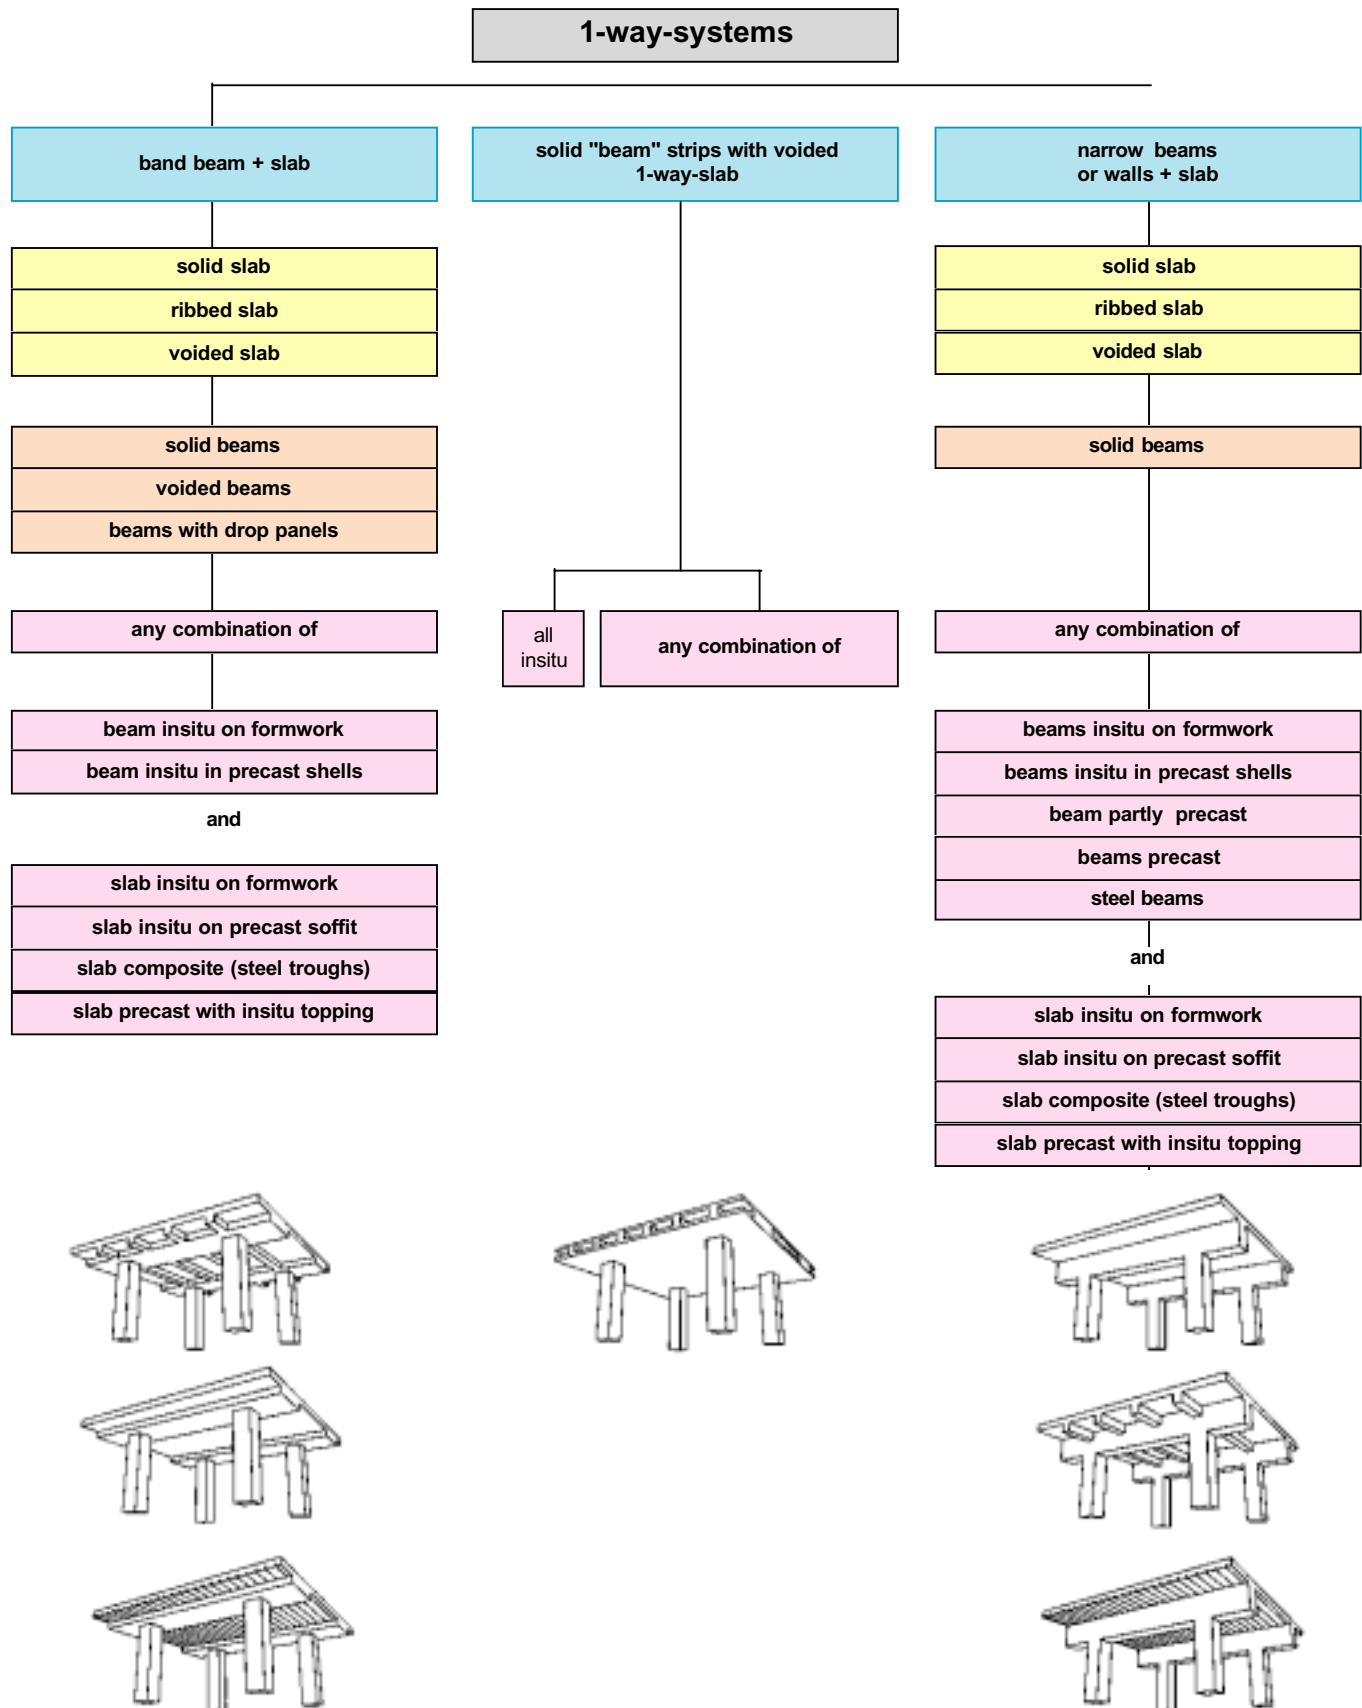 1-way-systems
band beam + slab
solid "beam" strips with voided
1-way-slab
narrow beams
or walls + slab
solid slab
ribbed slab
voided slab
solid slab
ribbed slab
voided slab
solid beams
voided beams
beams with drop panels
solid beams
any combination of
all
insitu
any combination of
any combination of
beam insitu on formwork
beam insitu in precast shells
and
slab insitu on formwork
slab insitu on precast soffit
slab composite (steel troughs)
slab precast with insitu topping
beams insitu on formwork
beams insitu in precast shells
beam partly precast
beams precast
steel beams
and
slab insitu on formwork
slab insitu on precast soffit
slab composite (steel troughs)
slab precast with insitu topping